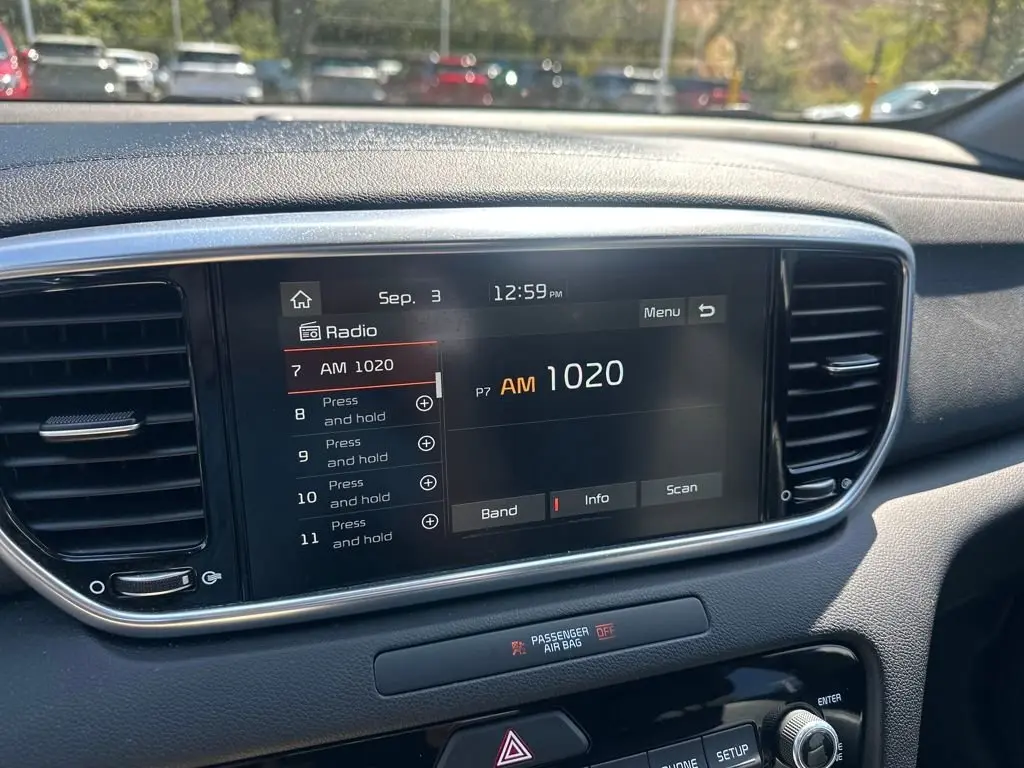 Sep. 3 12:59 PM
Menu
Radio
7 AM 1020
P7 AM 1020
8 Press and hold
9 Press and hold
10 Press and hold
11 Press and hold
Band Info Scan
PASSENGER AIR BAG OFF
ENTER
SETUP